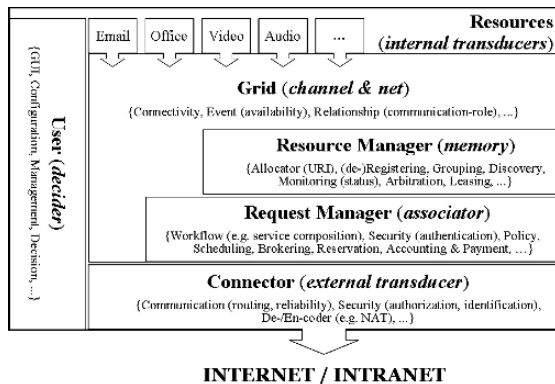 Email Office Video Audio ...
Resources
(internal transducers)
Grid (channel & net)
{Connectivity, Event (availability), Relationship (communication-role), ...}
Resource Manager (memory)
{Allocator (URI), (de-)Registering, Grouping, Discovery,
Monitoring (status), Arbitration, Leasing, ...}
Request Manager (associator)
{Workflow (e.g. service composition), Security (authentication), Policy,
Scheduling, Brokering, Reservation, Accounting & Payment, ...}
Connector (external transducer)
{Communication (routing, reliability), Security (authorization, identification),
De-/En-coder (e.g. NAT), ...}
User (decider)
{GUI, Configuration, Management, Decision, ...}
INTERNET / INTRANET